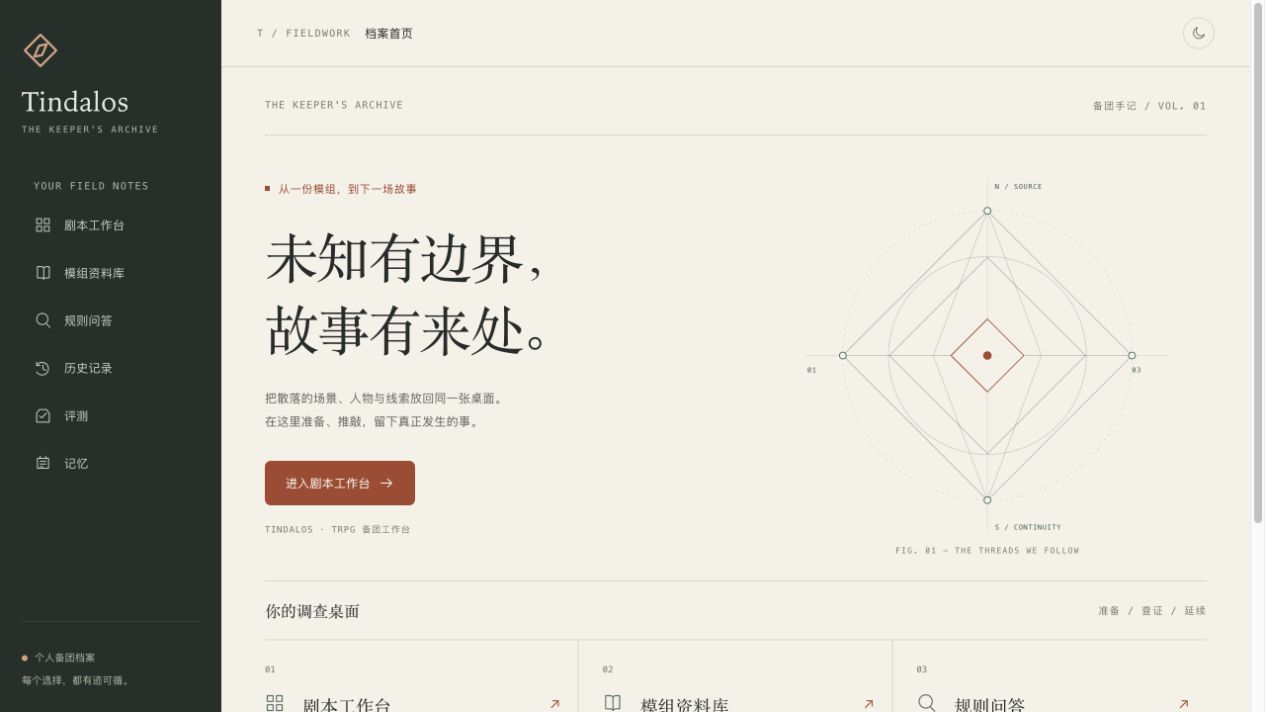 Tindalos
THE KEEPER'S ARCHIVE
YOUR FIELD NOTES
剧本工作台
模组资料库
规则问答
历史记录
评测
记忆
个人备团档案
每个选择，都有迹可循。
T / FIELDWORK 档案首页
THE KEEPER'S ARCHIVE
备团手记 / VOL. 01
从一份模组，到下一场故事
未知有边界，
故事有来处。
把散落的场景、人物与线索放回同一张桌面。
在这里准备、推敲，留下真正发生的事。
进入剧本工作台 →
TINDALOS · TRPG 备团工作台
N / SOURCE
01
03
S / CONTINUITY
FIG. 01 — THE THREADS WE FOLLOW
你的调查桌面
准备 / 查证 / 延续
01
剧本工作台
02
模组资料库
03
规则问答